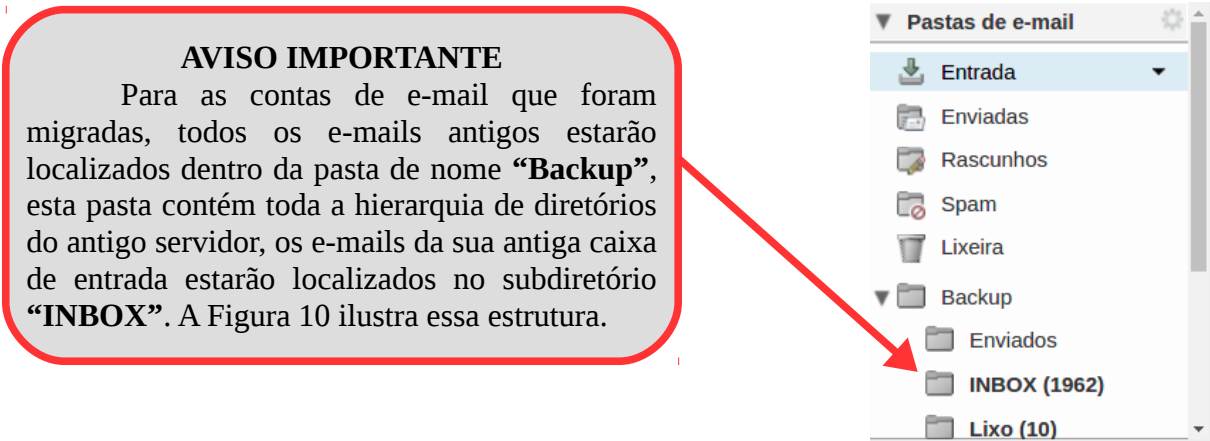 AVISO IMPORTANTE
Para as contas de e-mail que foram
migradas, todos os e-mails antigos estarão
localizados dentro da pasta de nome “Backup”,
esta pasta contém toda a hierarquia de diretórios
do antigo servidor, os e-mails da sua antiga caixa
de entrada estarão localizados no subdiretório
“INBOX”. A Figura 10 ilustra essa estrutura.
Pastas de e-mail
Entrada
Enviadas
Rascunhos
Spam
Lixeira
Backup
Enviados
INBOX (1962)
Lixo (10)